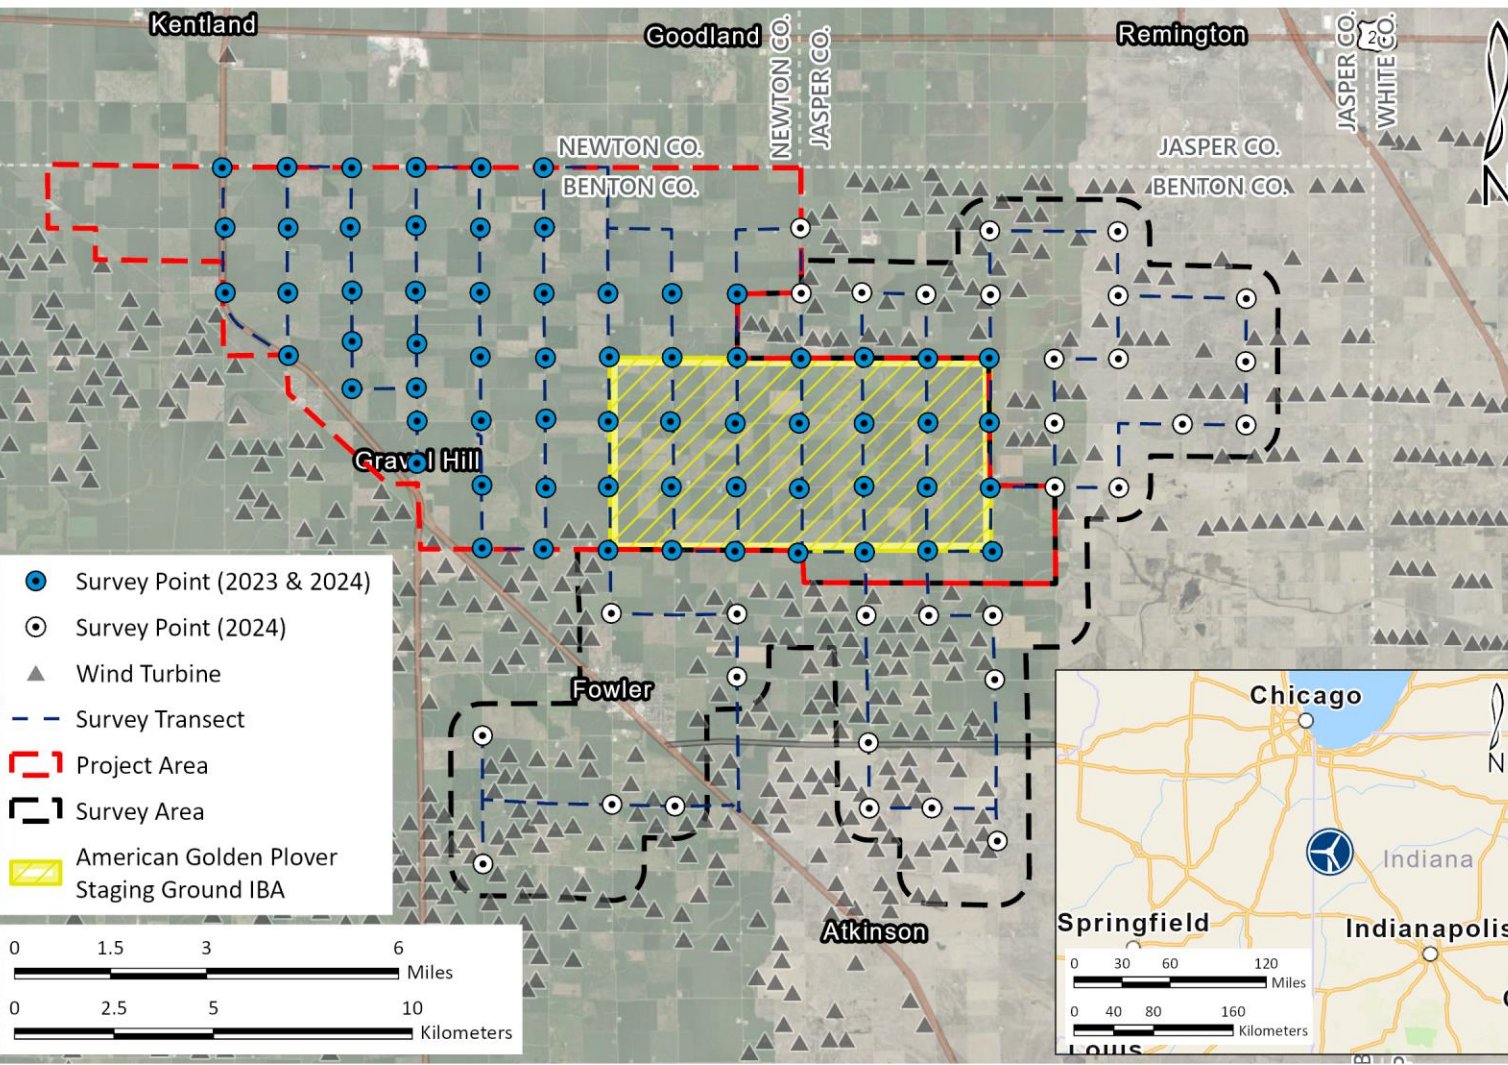 Kentland
Goodland
Remington
NEWTON CO.
JASPER CO.
JASPER CO.
WHITE CO.
2
N
NEWTON CO.
BENTON CO.
JASPER CO.
BENTON CO.
Gravel Hill
Fowler
Atkinson
Survey Point (2023 & 2024)
Survey Point (2024)
Wind Turbine
Survey Transect
Project Area
Survey Area
American Golden Plover
Staging Ground IBA
0 1.5 3 6
Miles
0 2.5 5 10
Kilometers
Chicago
N
Indiana
Springfield
Indianapolis
0 30 60 120
Miles
0 40 80 160
Kilometers